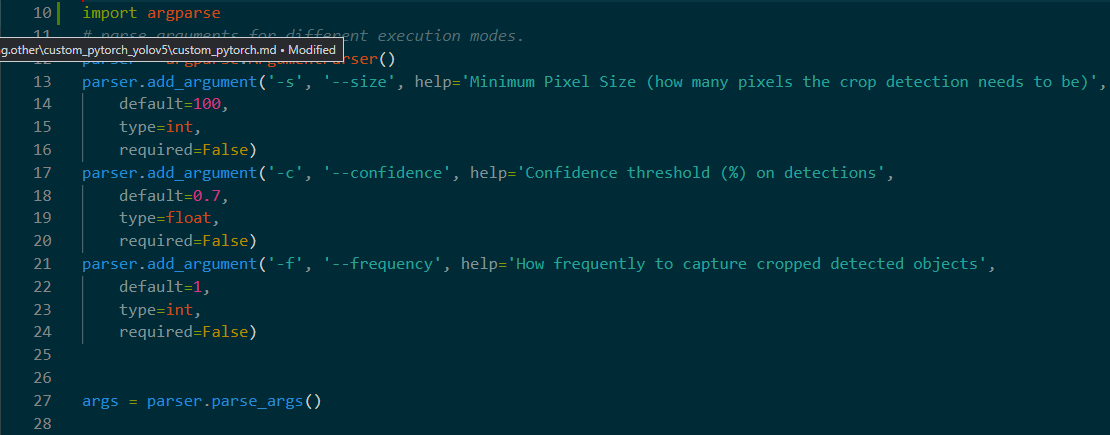 10 import argparse
11 # parse arguments for different execution modes.
g.other\custom_pytorch_yolov5\custom_pytorch.md • Modified
12 parser = argparse.ArgumentParser()
13 parser.add_argument('-s', '--size', help='Minimum Pixel Size (how many pixels the crop detection needs to be)',
14 default=100,
15 type=int,
16 required=False)
17 parser.add_argument('-c', '--confidence', help='Confidence threshold (%) on detections',
18 default=0.7,
19 type=float,
20 required=False)
21 parser.add_argument('-f', '--frequency', help='How frequently to capture cropped detected objects',
22 default=1,
23 type=int,
24 required=False)
25
26
27 args = parser.parse_args()
28